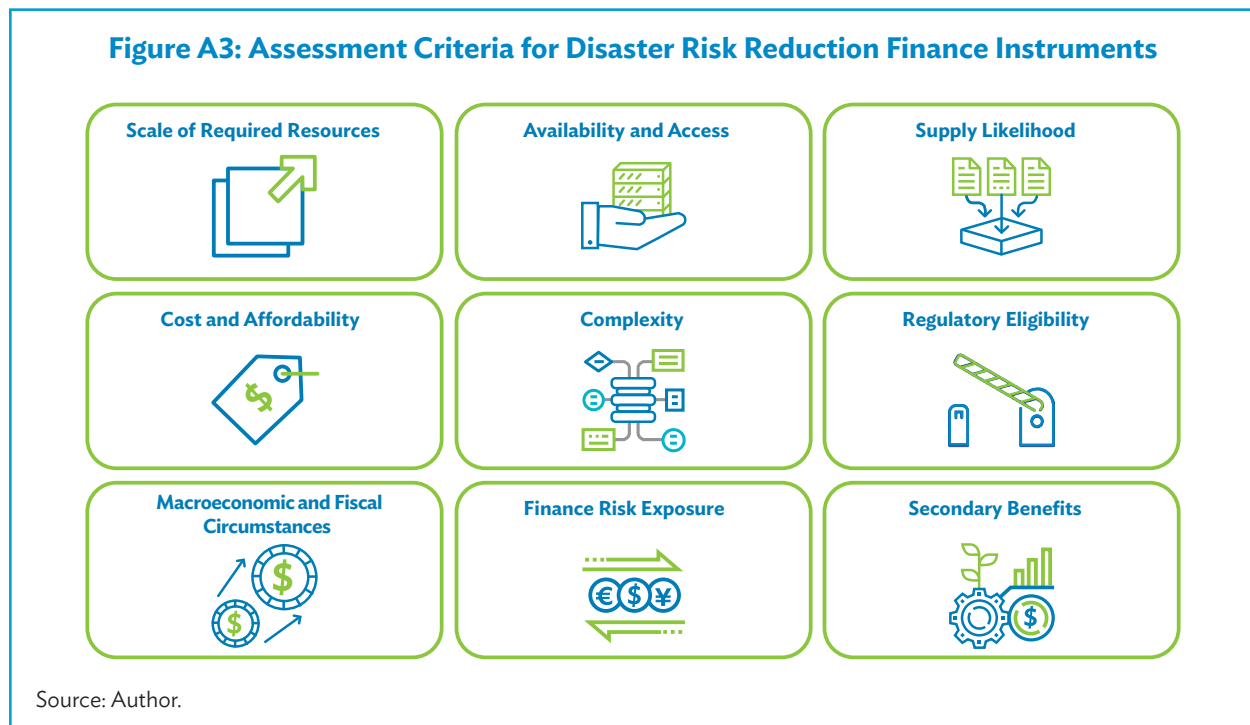 Figure A3: Assessment Criteria for Disaster Risk Reduction Finance Instruments
Scale of Required Resources
Availability and Access
Supply Likelihood
$
Cost and Affordability
Complexity
Regulatory Eligibility
Macroeconomic and Fiscal
Circumstances
$
$
Finance Risk Exposure
€ $ ¥
Secondary Benefits
$
Source: Author.